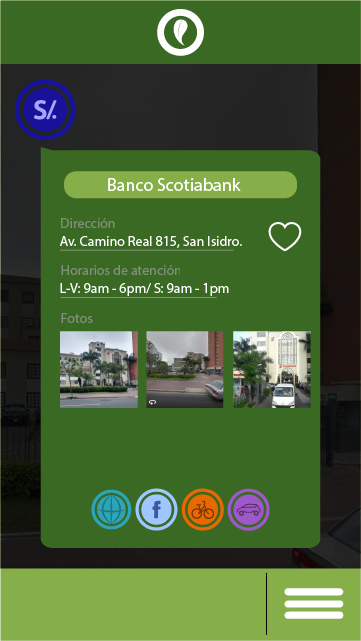 S/.
Banco Scotiabank
Dirección
Av. Camino Real 815, San Isidro.
Horarios de atención
L-V: 9am - 6pm/ S: 9am - 1pm
Fotos
f